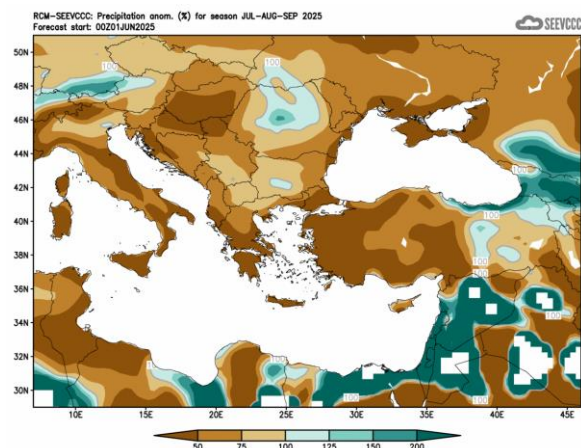 RCM-SEEVCCC: Precipitation anom. (%) for season JUL-AUG-SEP 2025
Forecast start: 00Z01JUN2025
SEEVCCC
50N
100
48N
46N
44N
100
42N
100
40N
38N
100
36N
100
34N
100
32N
30N
100
100
10E 15E 20E 25E 30E 35E 40E 45E
50 75 100 125 150 200